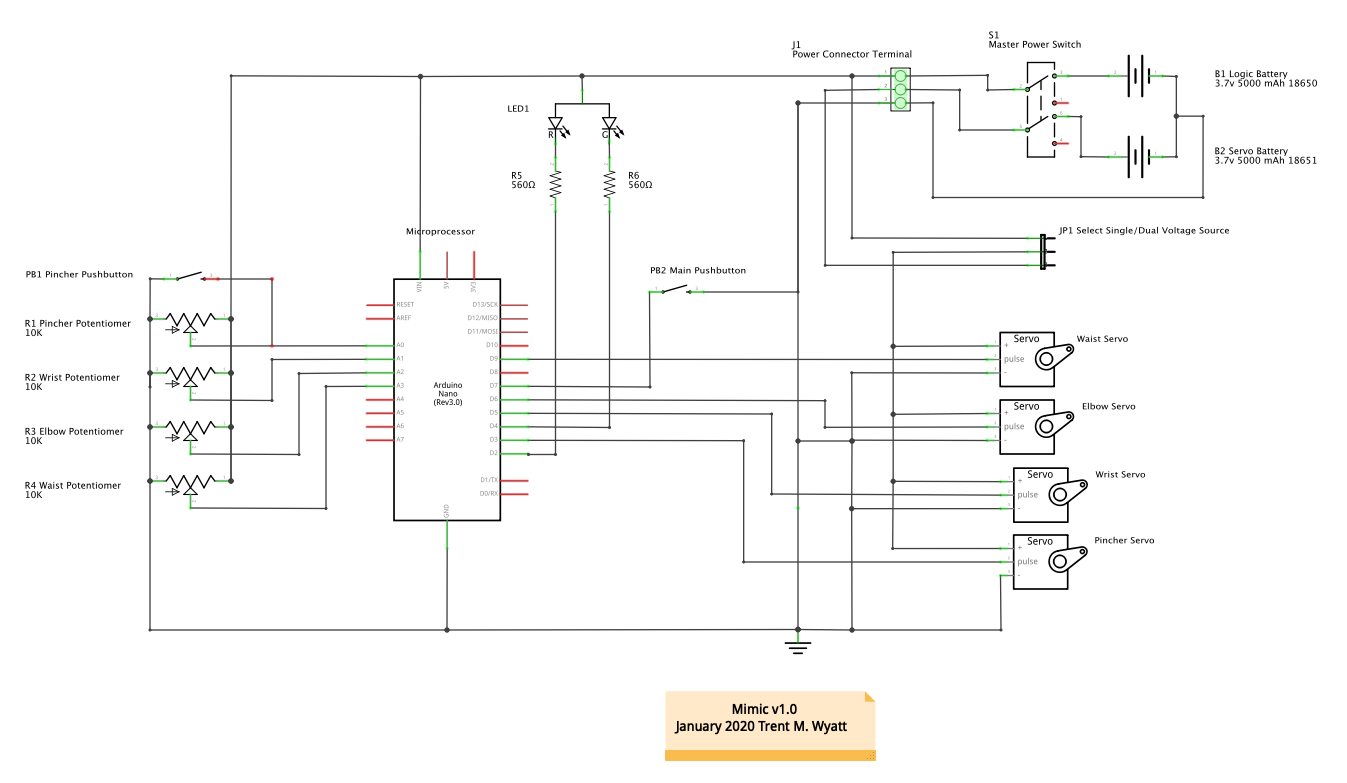 S1
Master Power Switch
J1
Power Connector Terminal
B1 Logic Battery
3.7v 5000 mAh 18650
LED1
R
G
B2 Servo Battery
3.7v 5000 mAh 18651
R5
560Ω
R6
560Ω
Microprocessor
JP1 Select Single/Dual Voltage Source
PB1 Pincher Pushbutton
PB2 Main Pushbutton
VIN
5V
3V3
RESET
AREF
A0
A1
A2
A3
A4
A5
A6
A7
D13/SCK
D12/MISO
D11/MOSI
D10
D9
D8
D7
D6
D5
D4
D3
D2
D1/TX
D0/RX
GND
Arduino
Nano
(Rev3.0)
R1 Pincher Potentiomer
10K
R2 Wrist Potentiomer
10K
R3 Elbow Potentiomer
10K
R4 Waist Potentiomer
10K
Servo
+
pulse
-
Waist Servo
Servo
+
pulse
-
Elbow Servo
Servo
+
pulse
-
Wrist Servo
Servo
+
pulse
-
Pincher Servo
Mimic v1.0
January 2020 Trent M. Wyatt